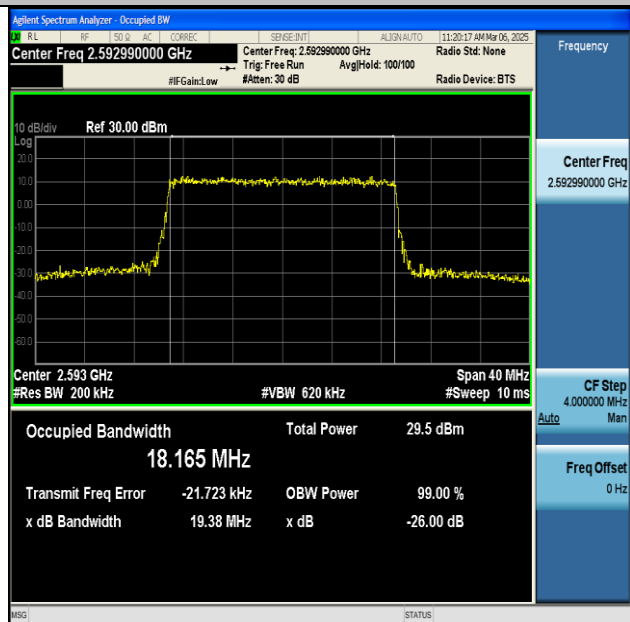 Agilent Spectrum Analyzer - Occupied BW
RL RF 50 Ω AC CORREC SENSE:INT ALIGN AUTO 11:20:17 AM Mar 06, 2025
Center Freq 2.592990000 GHz
Center Freq: 2.592990000 GHz
Radio Std: None
Trig: Free Run Avg|Hold: 100/100
#IFGain:Low
#Atten: 30 dB
Radio Device: BTS
10 dB/div Ref 30.00 dBm
Log
20.0
10.0
0.00
-10.0
-20.0
-30.0
-40.0
-50.0
-60.0
Center 2.593 GHz
Span 40 MHz
#Res BW 200 kHz
#VBW 620 kHz
#Sweep 10 ms
Occupied Bandwidth
Total Power 29.5 dBm
18.165 MHz
Transmit Freq Error -21.723 kHz
OBW Power 99.00 %
x dB Bandwidth 19.38 MHz
x dB -26.00 dB
MSG
STATUS
Frequency
Center Freq
2.592990000 GHz
CF Step
4.000000 MHz
Auto Man
Freq Offset
0 Hz